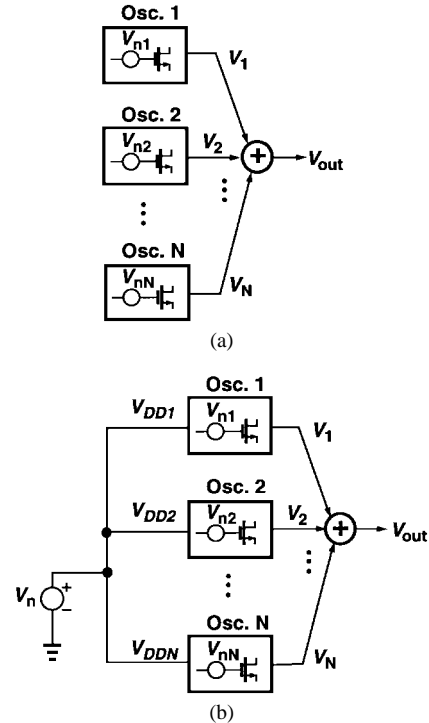 Osc. 1
Vn1
V1
Osc. 2
Vn2
V2
+
Vout
Osc. N
VnN
VN
(a)
Osc. 1
VDD1
Vn1
V1
Osc. 2
VDD2
Vn2
V2
+
Vout
Vn
+
−
Osc. N
VDDN
VnN
VN
(b)